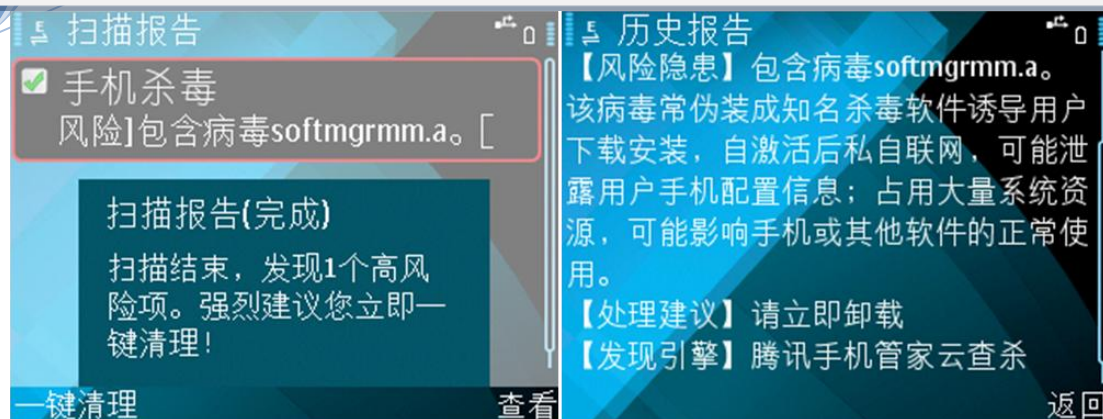 扫描报告
手机杀毒
风险]包含病毒softmgrmm.a。[
扫描报告(完成)
扫描结束，发现1个高风
险项。强烈建议您立即一
键清理！
一键清理
查看
历史报告
【风险隐患】包含病毒softmgrmm.a。
该病毒常伪装成知名杀毒软件诱导用户
下载安装，自激活后私自联网，可能泄
露用户手机配置信息；占用大量系统资
源，可能影响手机或其他软件的正常使
用。
【处理建议】请立即卸载
【发现引擎】腾讯手机管家云查杀
返回